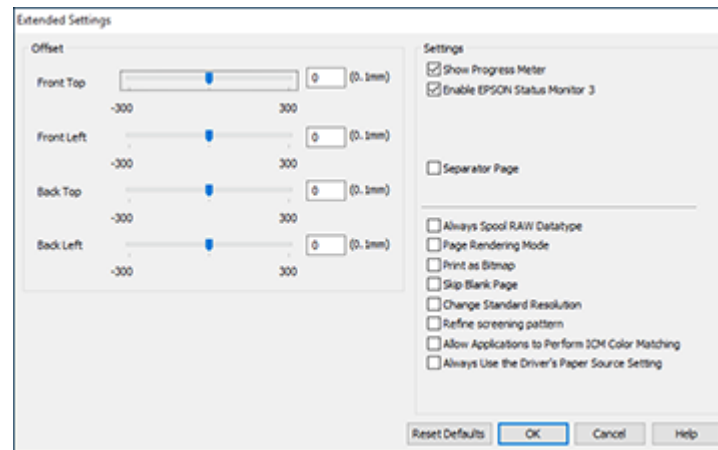 Extended Settings
Offset
Front Top
0
(0.1mm)
-300
300
Front Left
0
(0.1mm)
-300
300
Back Top
0
(0.1mm)
-300
300
Back Left
0
(0.1mm)
-300
300
Settings
Show Progress Meter
Enable EPSON Status Monitor 3
Separator Page
Always Spool RAW Datatype
Page Rendering Mode
Print as Bitmap
Skip Blank Page
Change Standard Resolution
Refine screening pattern
Allow Applications to Perform ICM Color Matching
Always Use the Driver's Paper Source Setting
Reset Defaults
OK
Cancel
Help